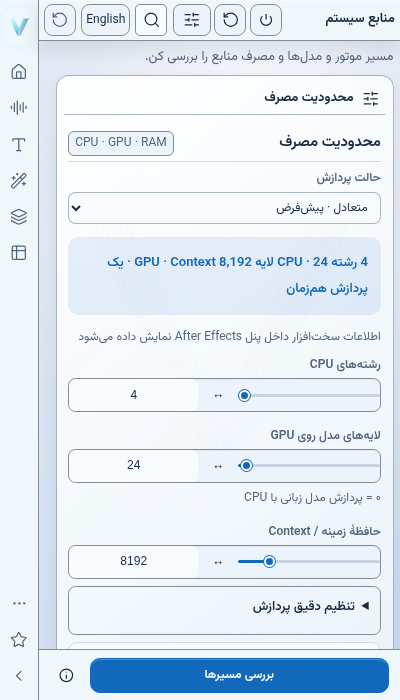 منابع سیستم
English
مسیر موتور و مدل‌ها و مصرف منابع را بررسی کن.
محدودیت مصرف
محدودیت مصرف
CPU · GPU · RAM
حالت پردازش
متعادل · پیش‌فرض
4 رشته CPU · 24 لایه GPU · Context 8,192 · یک
پردازش هم‌زمان
اطلاعات سخت‌افزار داخل پنل After Effects نمایش داده می‌شود
رشته‌های CPU
4
لایه‌های مدل روی GPU
24
۰ = پردازش مدل زبانی با CPU
حافظهٔ زمینه / Context
8192
تنظیم دقیق پردازش
بررسی مسیرها